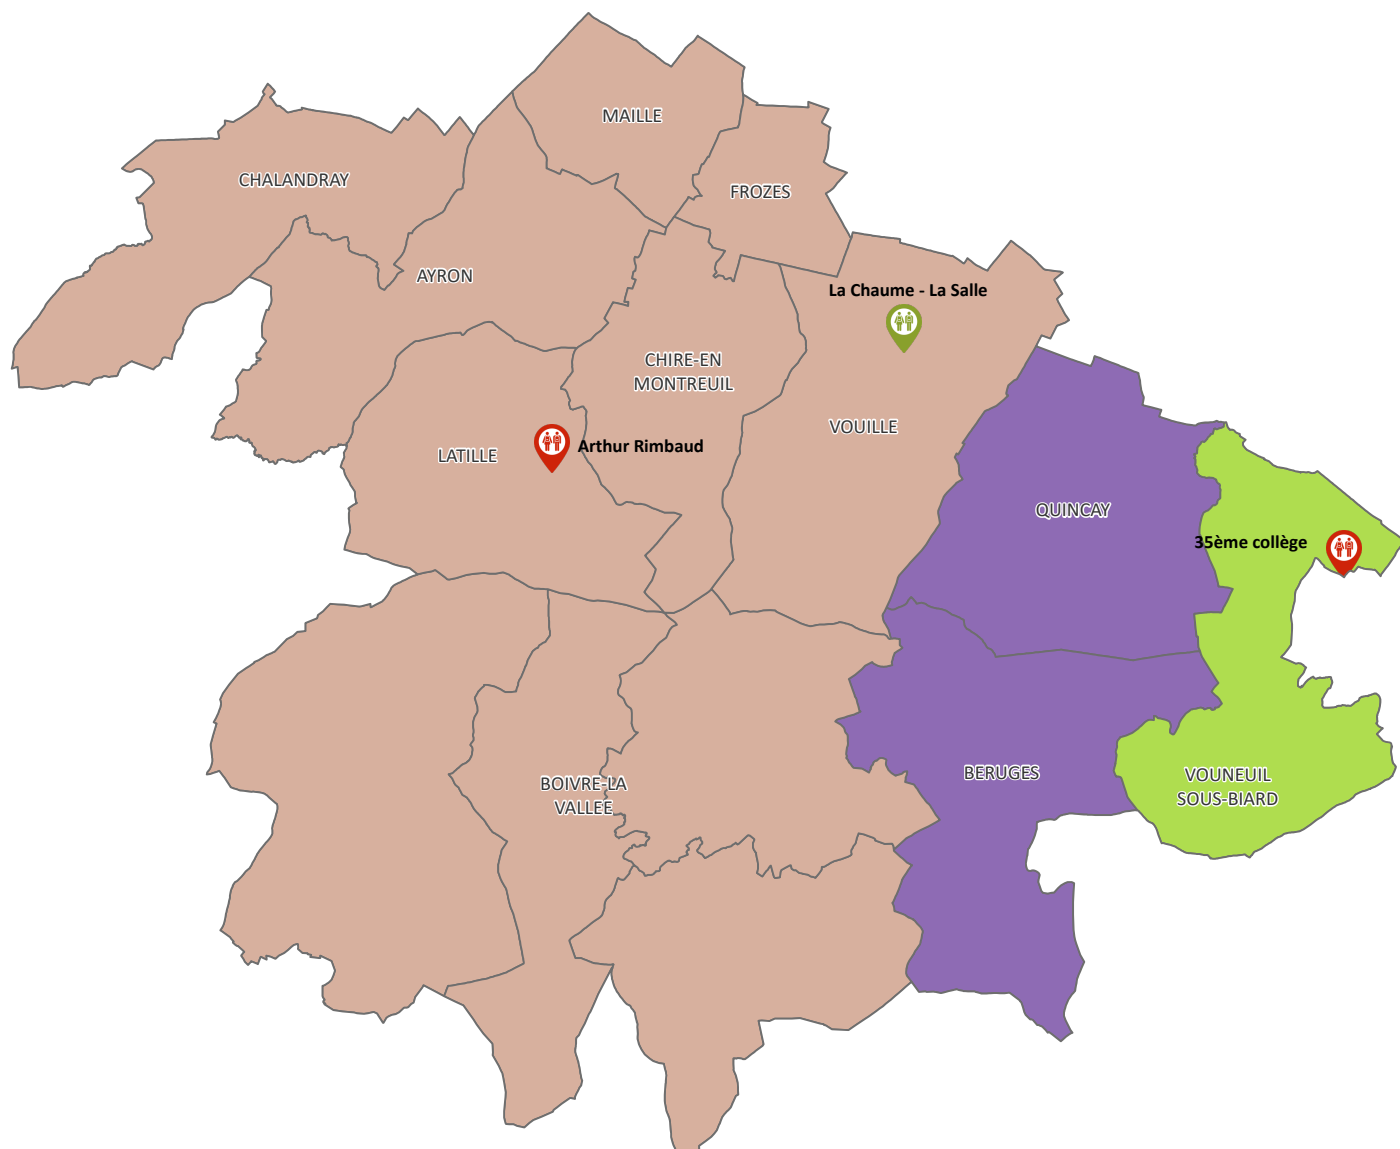 MAILLE
CHALANDRAY
FROZES
AYRON
La Chaume - La Salle
CHIRE-EN
MONTREUIL
VOUILLE
LATILLE
Arthur Rimbaud
QUINCAY
35ème collège
BERUGES
VOUNEUIL
SOUS-BIARD
BOIVRE-LA
VALLEE